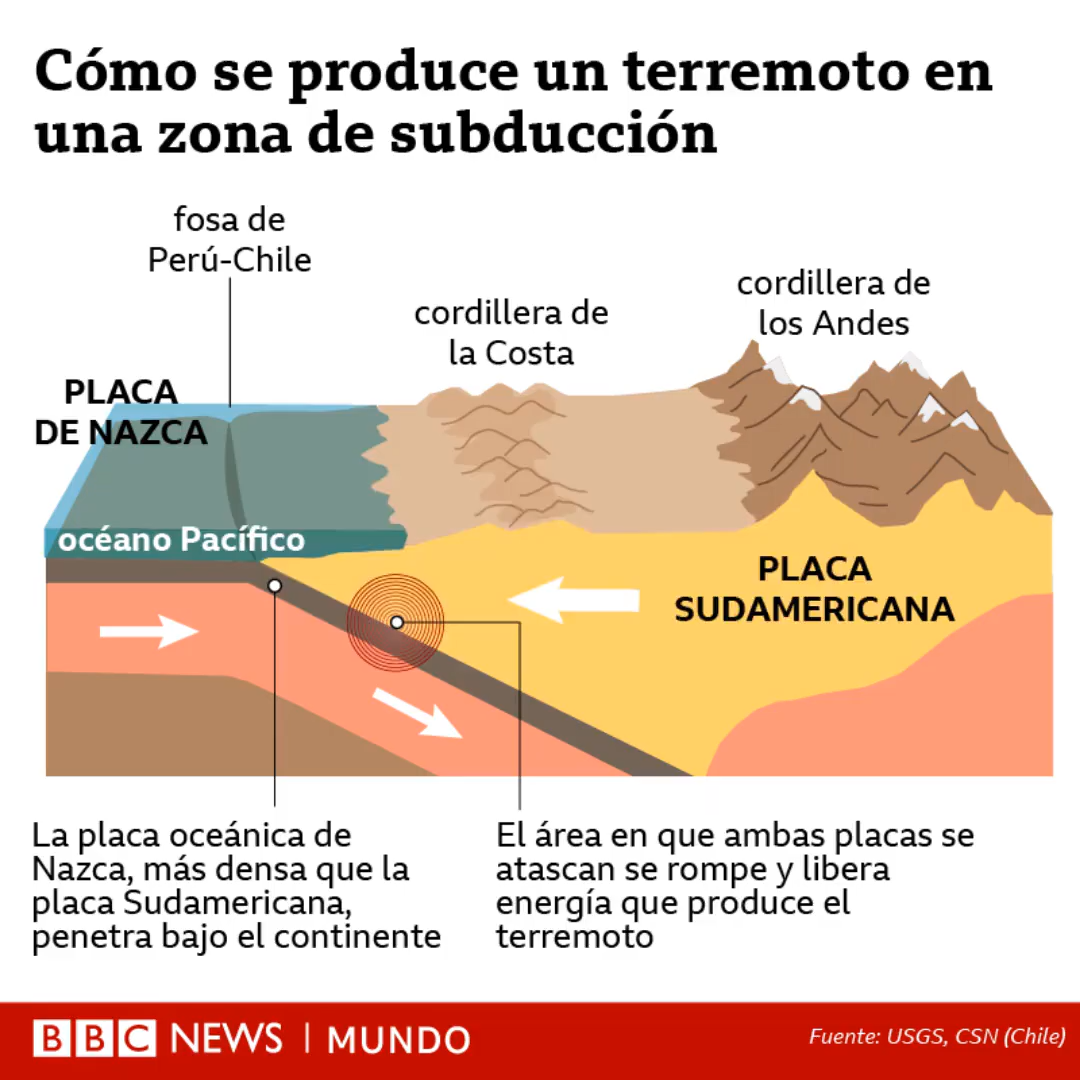 Cómo se produce un terremoto en
una zona de subducción
fosa de
Perú-Chile
cordillera de
la Costa
cordillera de
los Andes
PLACA
DE NAZCA
océano Pacífico
PLACA
SUDAMERICANA
La placa oceánica de
Nazca, más densa que la
placa Sudamericana,
penetra bajo el continente
El área en que ambas placas se
atascan se rompe y libera
energía que produce el
terremoto
BBC NEWS | MUNDO
Fuente: USGS, CSN (Chile)